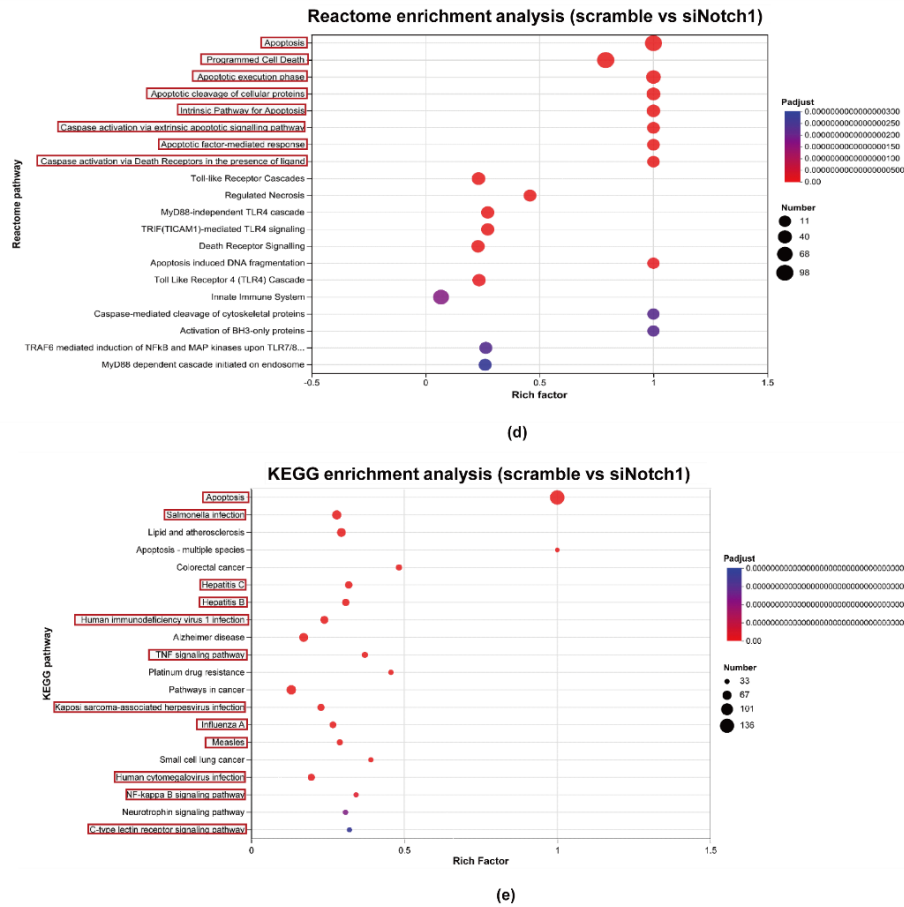 Reactome enrichment analysis (scramble vs siNotch1)
Reactome pathway
Apoptosis
Programmed Cell Death
Apoptotic execution phase
Apoptotic cleavage of cellular proteins
Intrinsic Pathway for Apoptosis
Caspase activation via extrinsic apoptotic signalling pathway
Apoptotic factor-mediated response
Caspase activation via Death Receptors in the presence of ligand
Toll-like Receptor Cascades
Regulated Necrosis
MyD88-independent TLR4 cascade
TRIF(TICAM1)-mediated TLR4 signaling
Death Receptor Signalling
Apoptosis induced DNA fragmentation
Toll Like Receptor 4 (TLR4) Cascade
Innate Immune System
Caspase-mediated cleavage of cytoskeletal proteins
Activation of BH3-only proteins
TRAF6 mediated induction of NFkB and MAP kinases upon TLR7/8...
MyD88 dependent cascade initiated on endosome
-0.5 0 0.5 1 1.5
Rich factor
Padjust
0.00
Number
11
40
68
98
(d)
KEGG enrichment analysis (scramble vs siNotch1)
KEGG pathway
Apoptosis
Salmonella infection
Lipid and atherosclerosis
Apoptosis - multiple species
Colorectal cancer
Hepatitis C
Hepatitis B
Human immunodeficiency virus 1 infection
Alzheimer disease
TNF signaling pathway
Platinum drug resistance
Pathways in cancer
Kaposi sarcoma-associated herpesvirus infection
Influenza A
Measles
Small cell lung cancer
Human cytomegalovirus infection
NF-kappa B signaling pathway
Neurotrophin signaling pathway
C-type lectin receptor signaling pathway
0 0.5 1 1.5
Rich Factor
Padjust
0.00
Number
33
67
101
136
(e)